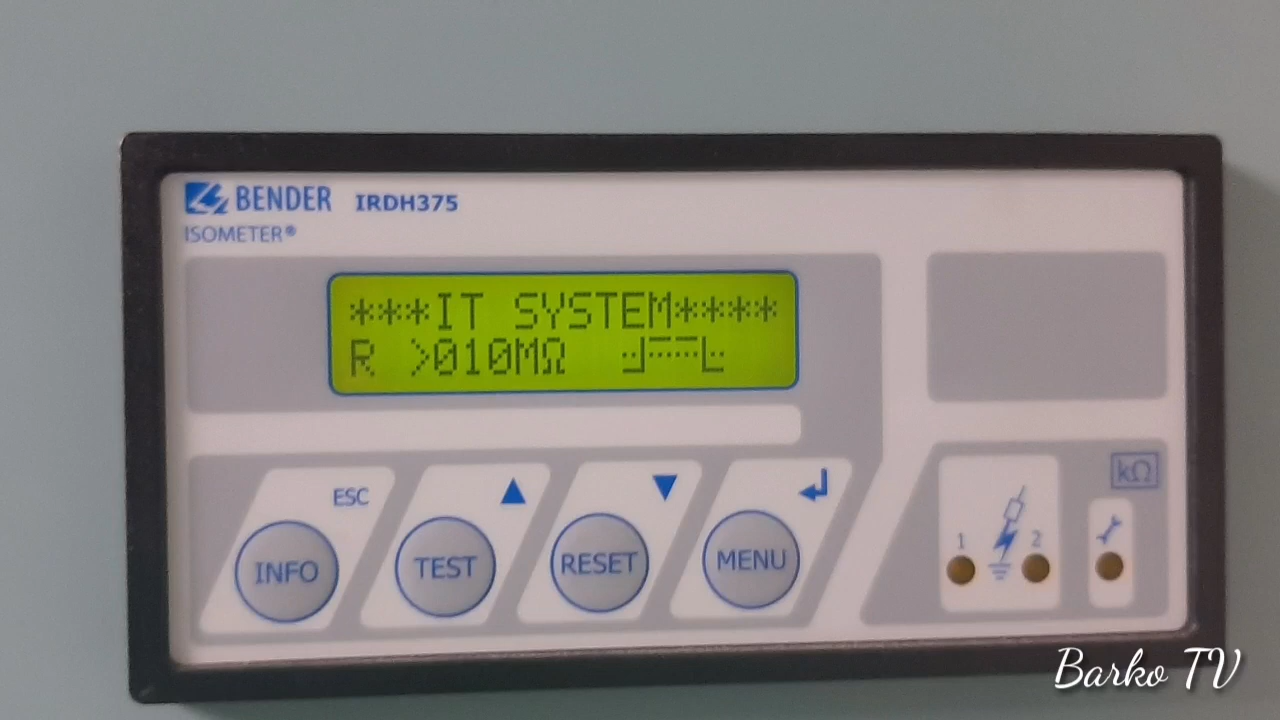 BENDER IRDH375
ISOMETER®
***IT SYSTEM****
R >010MΩ
ESC
INFO
TEST
RESET
MENU
kΩ
1
2
Barko TV